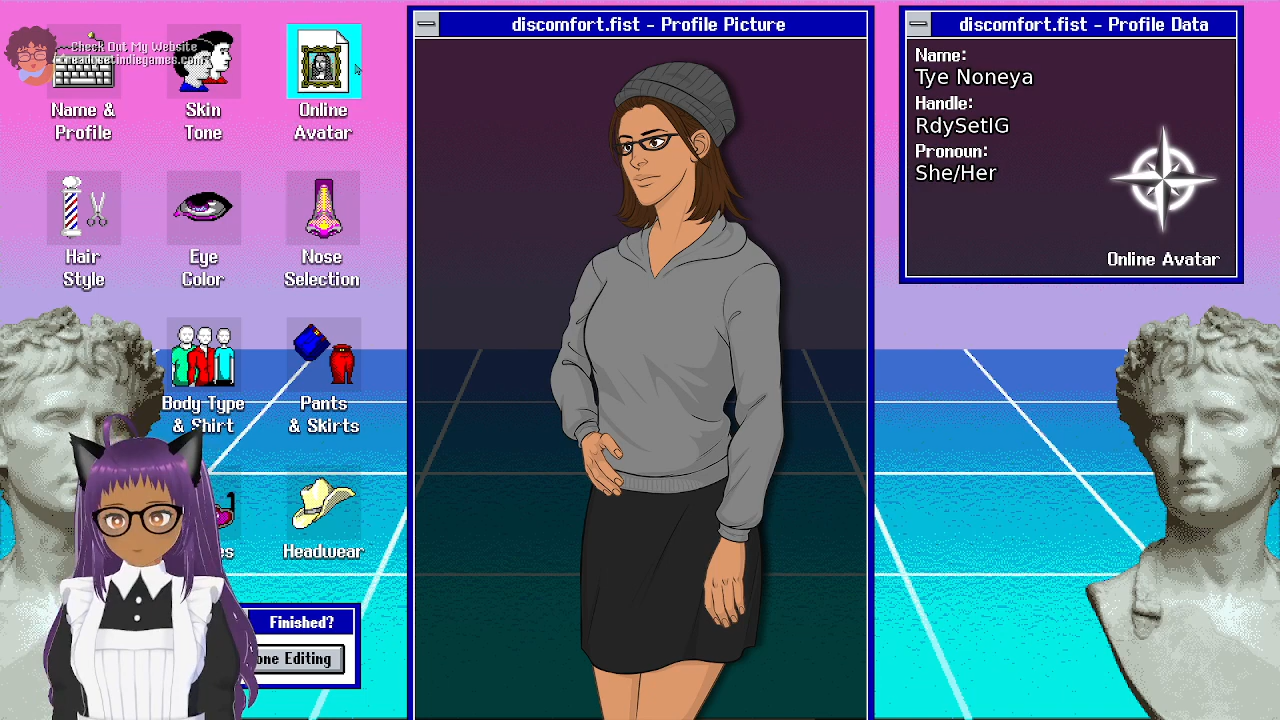 discomfort.fist - Profile Picture
discomfort.fist - Profile Data
Check Out My Website
readysetindiegames.com
Name &
Profile
Skin
Tone
Online
Avatar
Hair
Style
Eye
Color
Nose
Selection
Body Type
& Shirt
Pants
& Skirts
Headwear
Finished?
one Editing
Name:
Tye Noneya
Handle:
RdySetIG
Pronoun:
She/Her
Online Avatar